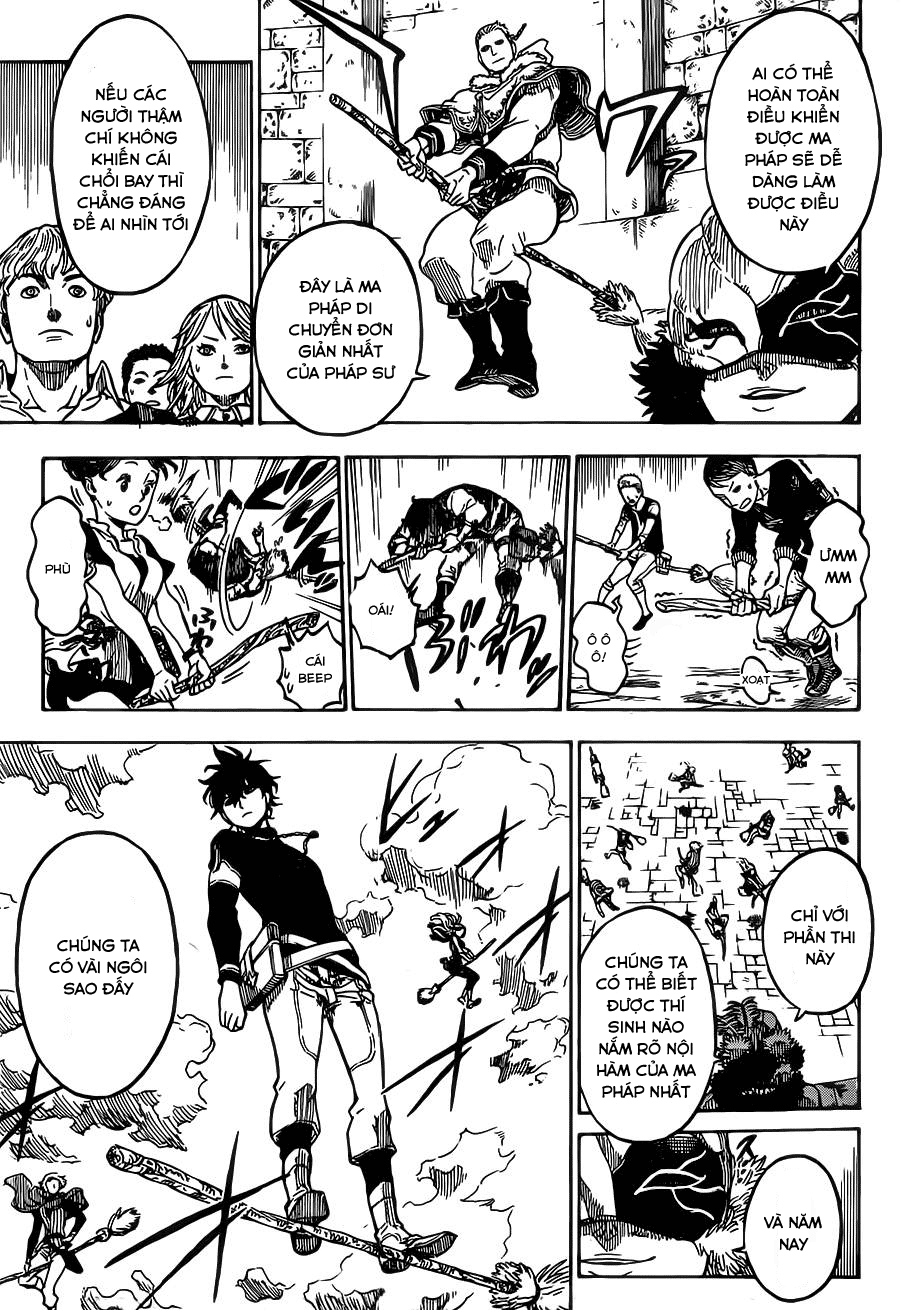 AI CÓ THỂ
HOÀN TOÀN
ĐIỀU KHIỂN
ĐƯỢC MA
PHÁP SẼ DỄ
DÀNG LÀM
ĐƯỢC ĐIỀU
NÀY
ĐÂY LÀ MA
PHÁP DI
CHUYỂN ĐƠN
GIẢN NHẤT
CỦA PHÁP SƯ
NẾU CÁC
NGƯỜI THẬM
CHÍ KHÔNG
KHIẾN CÁI
CHỔI BAY THÌ
CHẲNG ĐÁNG
ĐỂ AI NHÌN TỚI
ƯMM
MM
Ô Ô
Ô!
XOẠT
OÁI!
CÁI
BEEP
PHÙ
ふわ
CHỈ VỚI
PHẦN THI
NÀY
CHÚNG TA
CÓ THỂ BIẾT
ĐƯỢC THÍ
SINH NÀO
NẮM RÕ NỘI
HÀM CỦA MA
PHÁP NHẤT
VÀ NĂM
NAY
CHÚNG TA
CÓ VÀI NGÔI
SAO ĐẤY